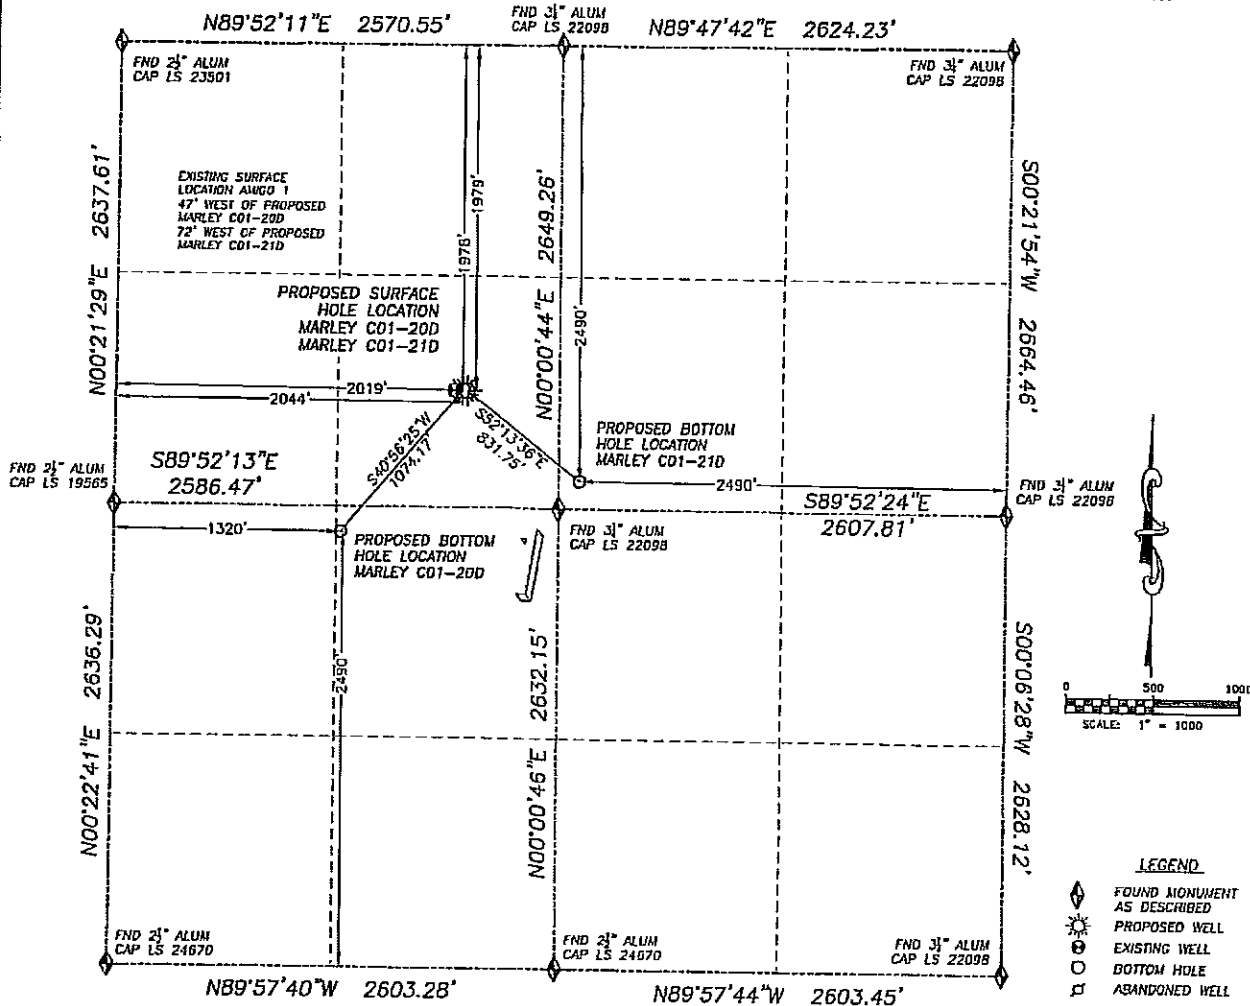 N89°52'11"E 2570.55'
FND 3¼" ALUM
CAP LS 22098
N89°47'42"E 2624.23'
FND 2½" ALUM
CAP LS 23501
FND 3¼" ALUM
CAP LS 22098
N00°21'29"E 2637.61'
EXISTING SURFACE
LOCATION AMIGO 1
47' WEST OF PROPOSED
MARLEY C01-20D
72' WEST OF PROPOSED
MARLEY C01-21D
1978'
1979'
N00°00'44"E 2649.26'
2490'
S00°21'54"W 2664.46'
PROPOSED SURFACE
HOLE LOCATION
MARLEY C01-20D
MARLEY C01-21D
2019'
2044'
S40°56'25"W
1074.17'
S52°13'36"E
831.75'
PROPOSED BOTTOM
HOLE LOCATION
MARLEY C01-21D
FND 2½" ALUM
CAP LS 19565
S89°52'13"E
2586.47'
2490'
S89°52'24"E
2607.81'
FND 3¼" ALUM
CAP LS 22098
1320'
PROPOSED BOTTOM
HOLE LOCATION
MARLEY C01-20D
FND 3¼" ALUM
CAP LS 22098
N00°22'41"E 2636.29'
2490'
N00°00'46"E 2632.15'
S00°06'28"W 2628.12'
0 500 1000
SCALE: 1" = 1000
LEGEND
FOUND MONUMENT
AS DESCRIBED
PROPOSED WELL
EXISTING WELL
BOTTOM HOLE
ABANDONED WELL
FND 2½" ALUM
CAP LS 24670
FND 2½" ALUM
CAP LS 24670
FND 3¼" ALUM
CAP LS 22098
N89°57'40"W 2603.28'
N89°57'44"W 2603.45'